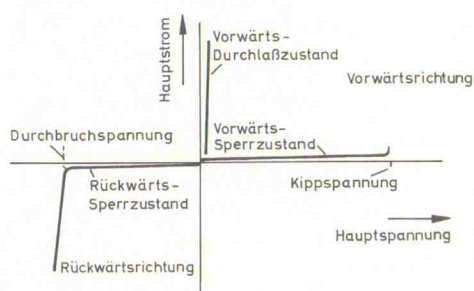 Hauptstrom
Vorwärts-
Durchlaßzustand
Vorwärtsrichtung
Durchbruchspannung
Vorwärts-
Sperrzustand
Rückwärts-
Sperrzustand
Kippspannung
Hauptspannung
Rückwärtsrichtung